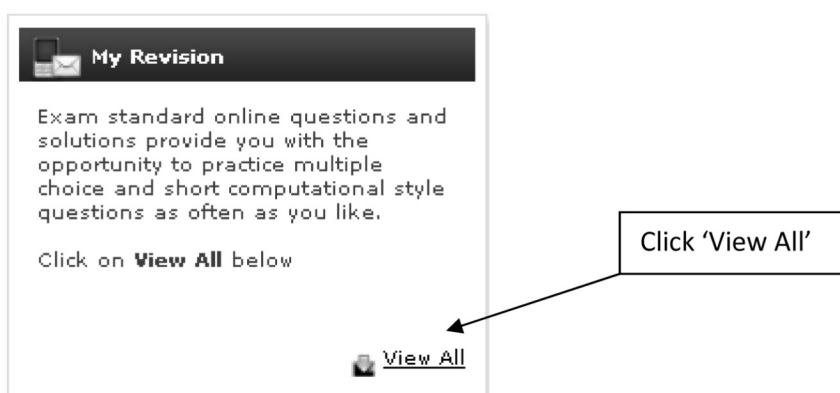 My Revision
Exam standard online questions and
solutions provide you with the
opportunity to practice multiple
choice and short computational style
questions as often as you like.
Click on View All below
Click ‘View All’
View All